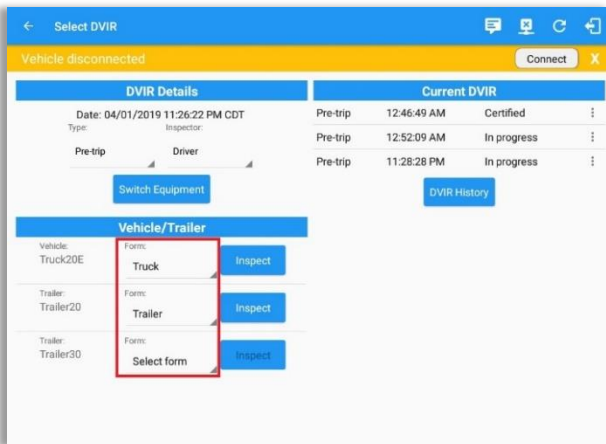 Select DVIR
Vehicle disconnected
Connect X
DVIR Details
Date: 04/01/2019 11:26:22 PM CDT
Type: Inspector:
Pre-trip Driver
Switch Equipment
Vehicle/Trailer
Vehicle: Form:
Truck20E Truck Inspect
Trailer: Form:
Trailer20 Trailer Inspect
Trailer: Form:
Trailer30 Select form Inspect
Current DVIR
Pre-trip 12:46:49 AM Certified
Pre-trip 12:52:09 AM In progress
Pre-trip 11:28:28 PM In progress
DVIR History